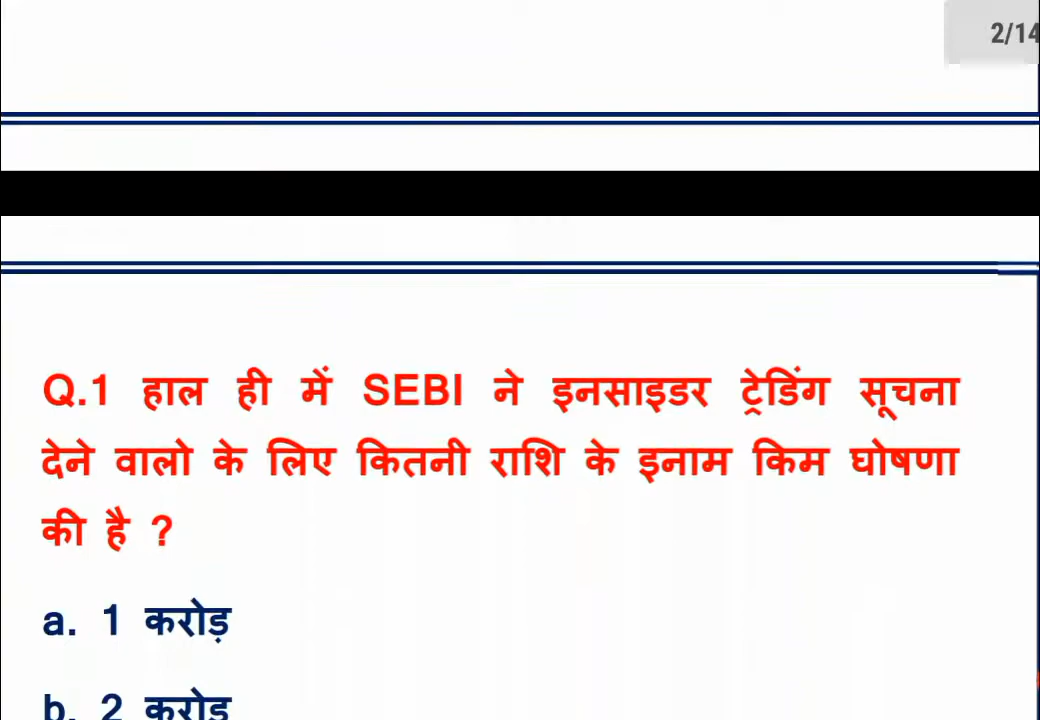 2/14
Q.1 हाल ही में SEBI ने इनसाइडर ट्रेडिंग सूचना
देने वालो के लिए कितनी राशि के इनाम किम घोषणा
की है ?
a. 1 करोड़
b. 2 करोड़